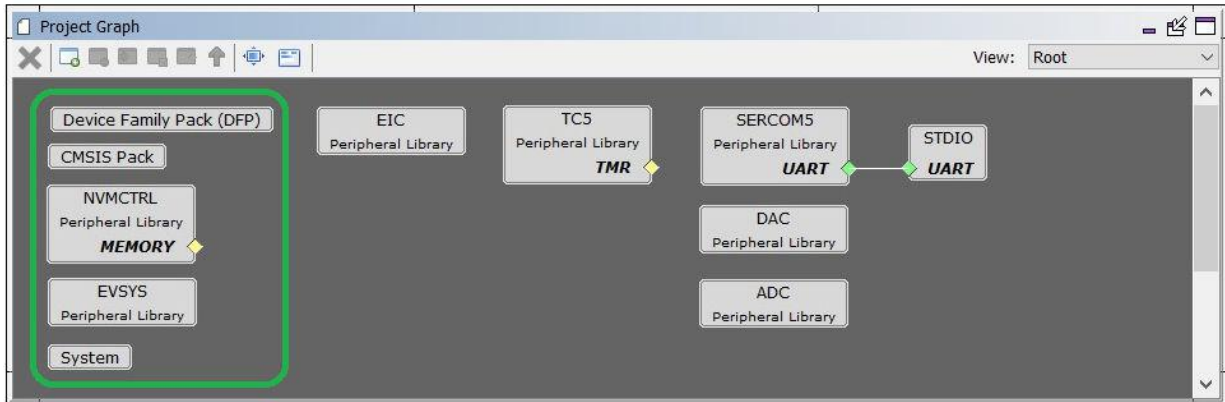 Project Graph
View: Root
Device Family Pack (DFP)
CMSIS Pack
NVMCTRL
Peripheral Library
MEMORY
EVSYS
Peripheral Library
System
EIC
Peripheral Library
TC5
Peripheral Library
TMR
SERCOM5
Peripheral Library
UART
STDIO
UART
DAC
Peripheral Library
ADC
Peripheral Library